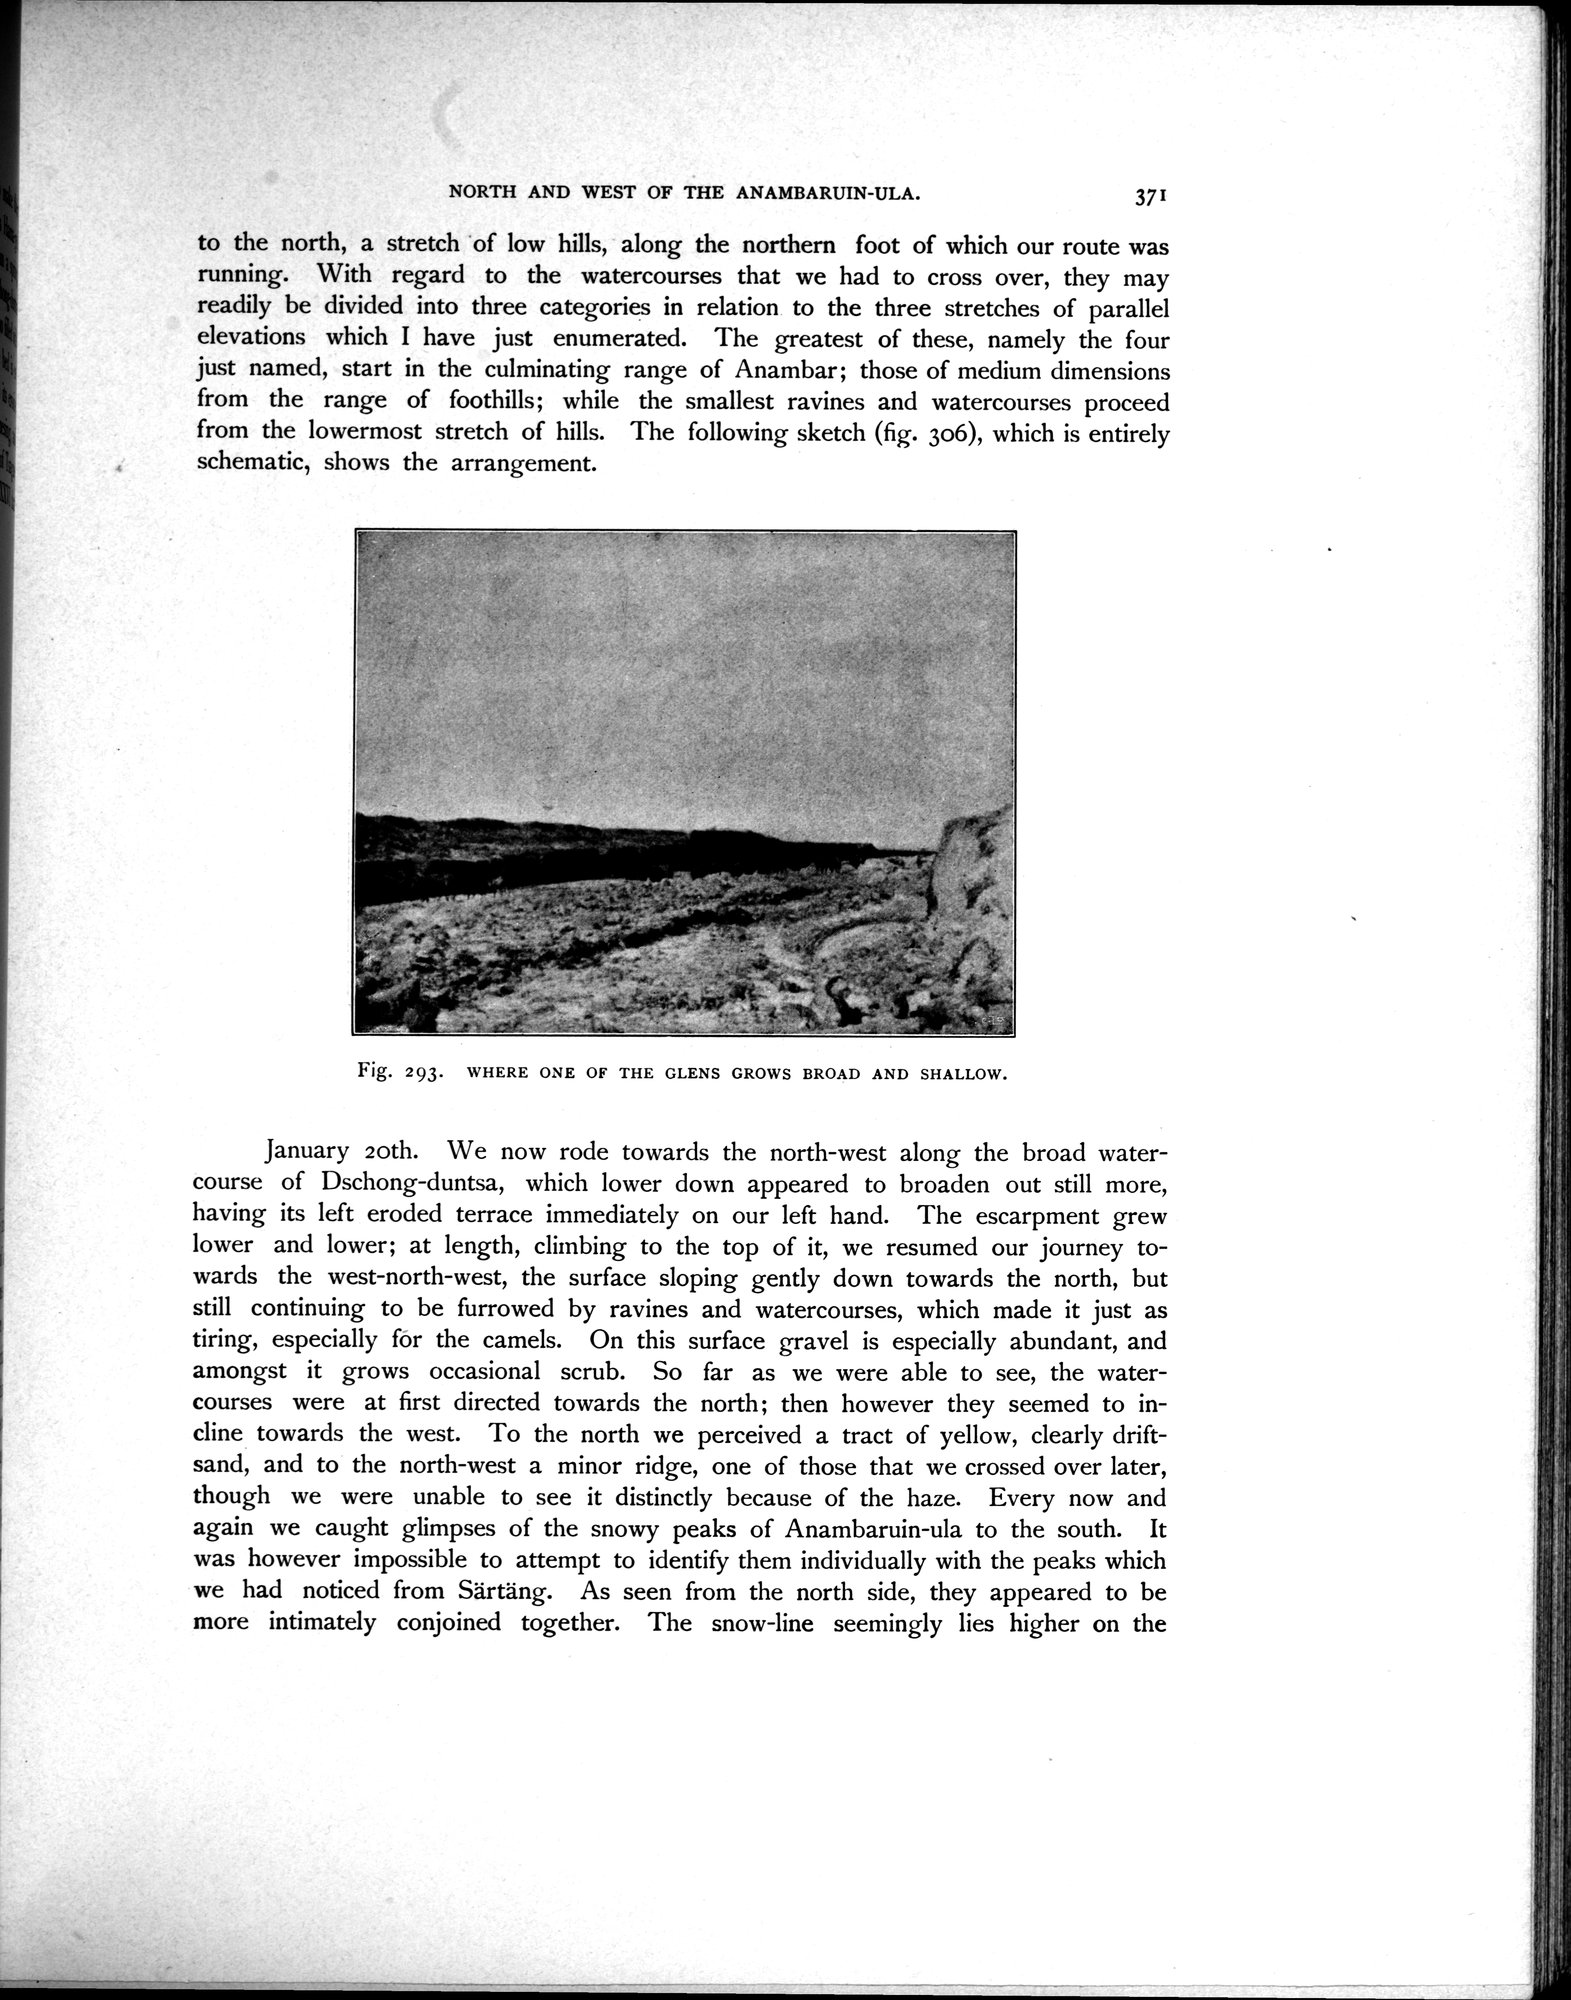 NORTH AND WEST OF THE ANAMBARUIN-ULA. 371
to the north, a stretch of low hills, along the northern foot of which our route was
running. With regard to the watercourses that we had to cross over, they may
readily be divided into three categories in relation to the three stretches of parallel
elevations which I have just enumerated. The greatest of these, namely the four
just named, start in the culminating range of Anambar; those of medium dimensions
from the range of foothills; while the smallest ravines and watercourses proceed
from the lowermost stretch of hills. The following sketch (fig. 306), which is entirely
schematic, shows the arrangement.
Fig. 293. WHERE ONE OF THE GLENS GROWS BROAD AND SHALLOW.
January 20th. We now rode towards the north-west along the broad water-
course of Dschong-duntsa, which lower down appeared to broaden out still more,
having its left eroded terrace immediately on our left hand. The escarpment grew
lower and lower; at length, climbing to the top of it, we resumed our journey to-
wards the west-north-west, the surface sloping gently down towards the north, but
still continuing to be furrowed by ravines and watercourses, which made it just as
tiring, especially for the camels. On this surface gravel is especially abundant, and
amongst it grows occasional scrub. So far as we were able to see, the water-
courses were at first directed towards the north; then however they seemed to in-
cline towards the west. To the north we perceived a tract of yellow, clearly drift-
sand, and to the north-west a minor ridge, one of those that we crossed over later,
though we were unable to see it distinctly because of the haze. Every now and
again we caught glimpses of the snowy peaks of Anambaruin-ula to the south. It
was however impossible to attempt to identify them individually with the peaks which
we had noticed from Särtäng. As seen from the north side, they appeared to be
more intimately conjoined together. The snow-line seemingly lies higher on the